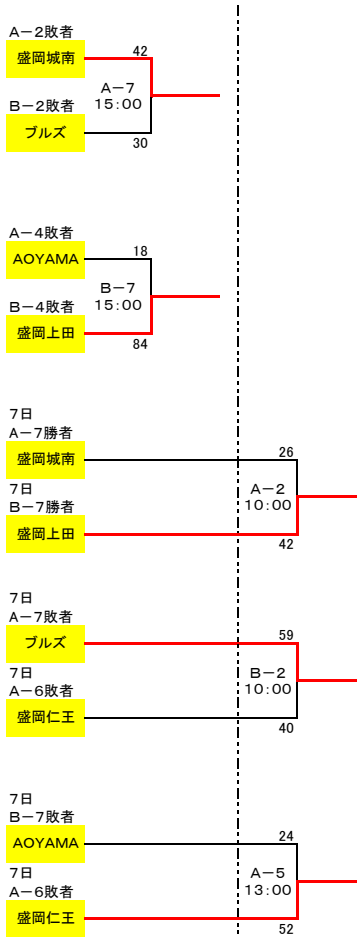 A－2敗者
盛岡城南
42
A－7
15:00
B－2敗者
ブルズ
30
A－4敗者
AOYAMA
18
B－7
15:00
B－4敗者
盛岡上田
84
7日
A－7勝者
盛岡城南
26
7日
B－7勝者
A－2
10:00
盛岡上田
42
7日
A－7敗者
ブルズ
59
7日
A－6敗者
B－2
10:00
盛岡仁王
40
7日
B－7敗者
AOYAMA
24
7日
A－6敗者
A－5
13:00
盛岡仁王
52